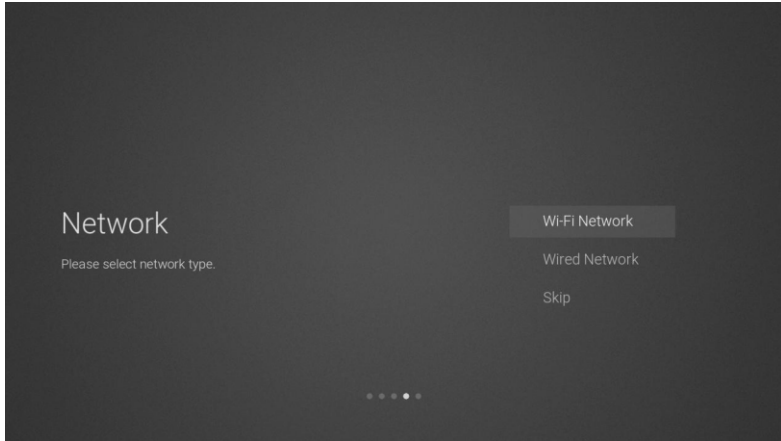 Network
Please select network type.
Wi-Fi Network
Wired Network
Skip